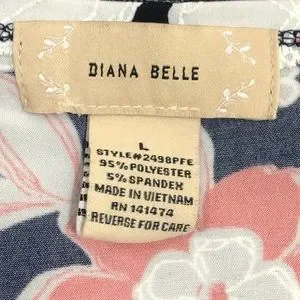 DIANA BELLE
L
STYLE#2498PFE
95% POLYESTER
5% SPANDEX
MADE IN VIETNAM
RN 141474
REVERSE FOR CARE